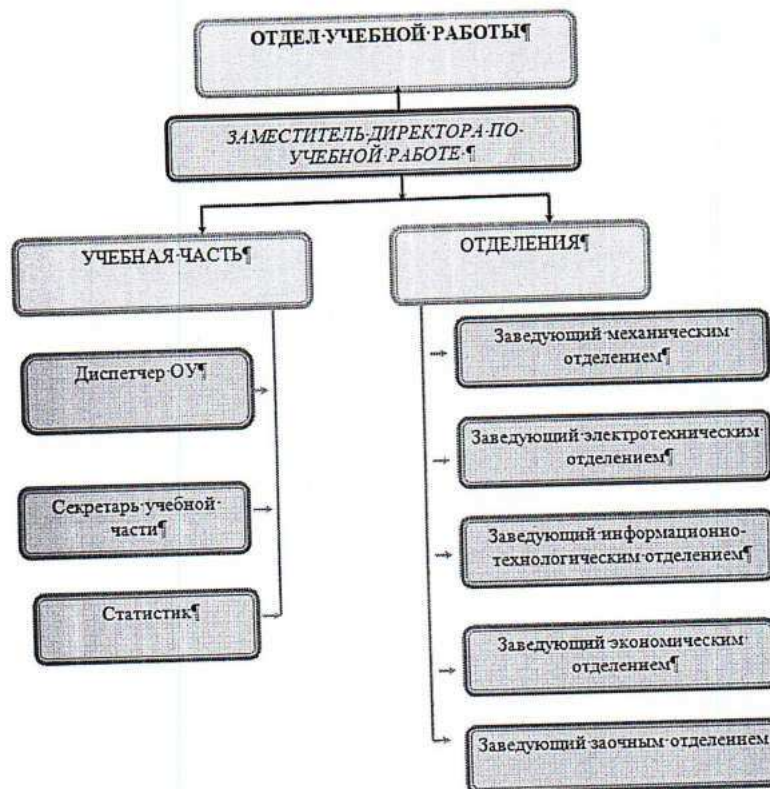 ОТДЕЛ·УЧЕБНОЙ·РАБОТЫ¶
ЗАМЕСТИТЕЛЬ·ДИРЕКТОРА·ПО·
УЧЕБНОЙ·РАБОТЕ·¶
УЧЕБНАЯ·ЧАСТЬ¶
Диспетчер·ОУ¶
Секретарь·учебной·
части¶
Статистик¶
ОТДЕЛЕНИЯ¶
Заведующий·механическим·
отделением¶
Заведующий·электротехническим·
отделением¶
Заведующий·информационно-
технологическим·отделением¶
Заведующий·экономическим·
отделением¶
Заведующий·заочным·отделением